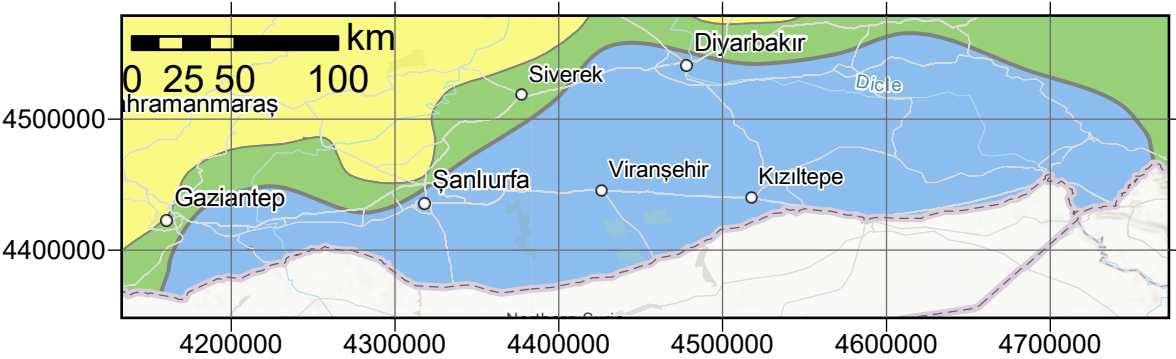 km
0 25 50 100
Diyarbakır
Siverek
Dicle
hramanmaraş
4500000
Viranşehir
Kızıltepe
Şanlıurfa
Gaziantep
4400000
4200000 4300000 4400000 4500000 4600000 4700000